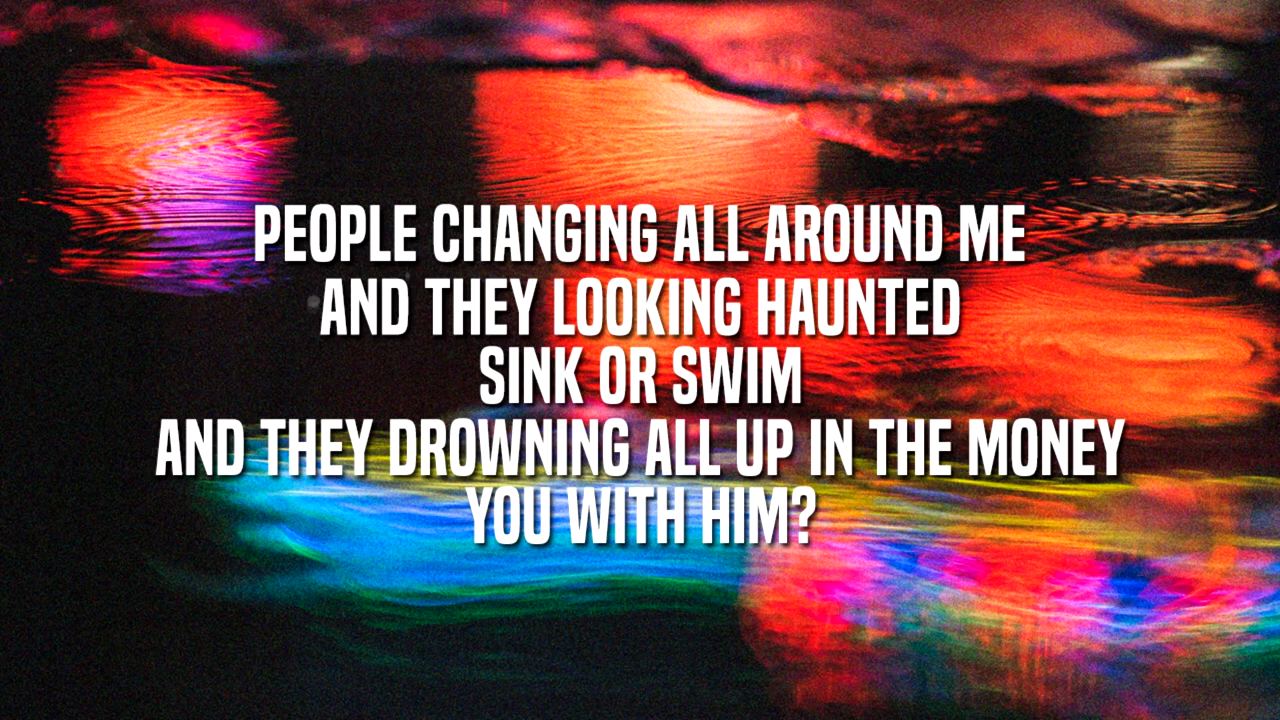 PEOPLE CHANGING ALL AROUND ME
AND THEY LOOKING HAUNTED
SINK OR SWIM
AND THEY DROWNING ALL UP IN THE MONEY
YOU WITH HIM?